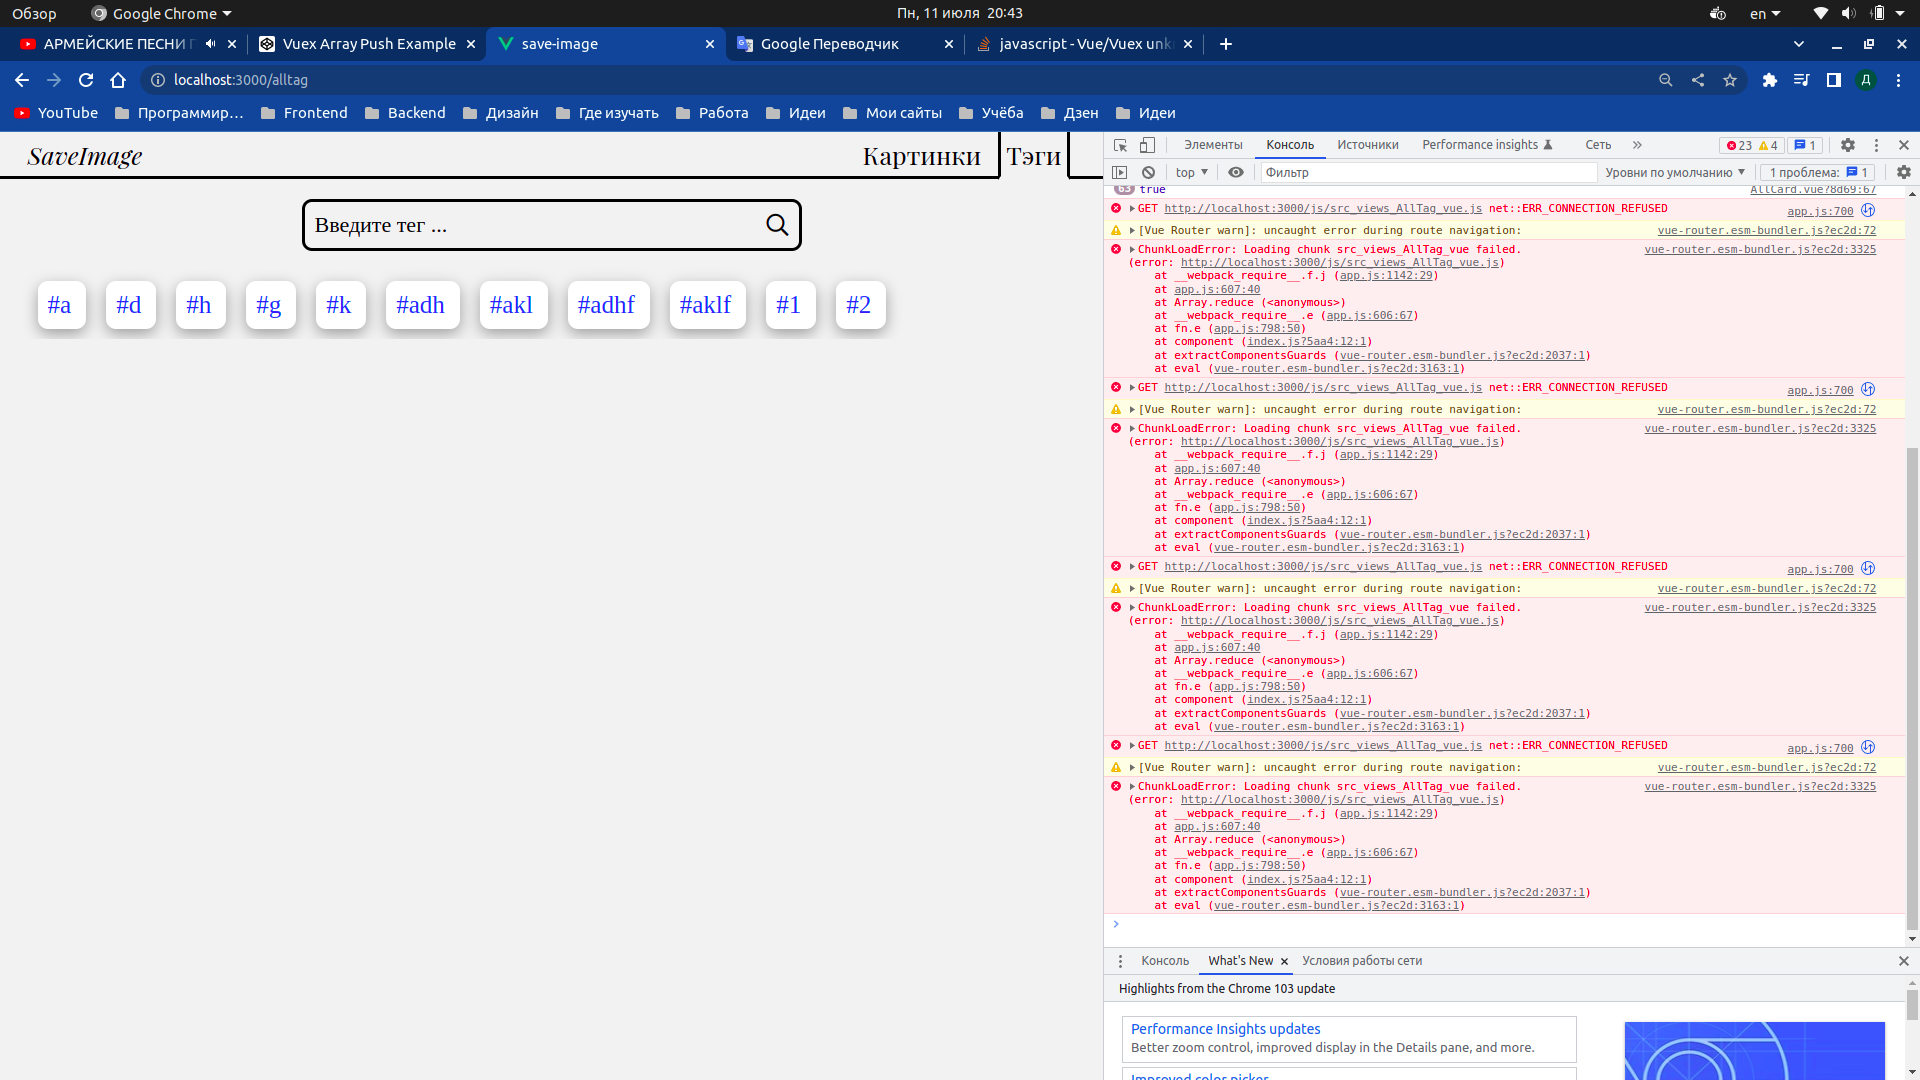 Обзор Google Chrome Пн, 11 июля 20:43 en
АРМЕЙСКИЕ ПЕСНИ Vuex Array Push Example save-image Google Переводчик javascript - Vue/Vuex unk
localhost:3000/alltag Д
YouTube Программир… Frontend Backend Дизайн Где изучать Работа Идеи Мои сайты Учёба Дзен Идеи
SaveImage Картинки Тэги
Введите тег ...
#a #d #h #g #k #adh #akl #adhf #aklf #1 #2
Элементы Консоль Источники Performance insights Сеть » 23 4 1
top Фильтр Уровни по умолчанию 1 проблема: 1
63 true AllCard.vue?8d69:67
GET http://localhost:3000/js/src_views_AllTag_vue.js net::ERR_CONNECTION_REFUSED app.js:700
[Vue Router warn]: uncaught error during route navigation: vue-router.esm-bundler.js?ec2d:72
ChunkLoadError: Loading chunk src_views_AllTag_vue failed. vue-router.esm-bundler.js?ec2d:3325
(error: http://localhost:3000/js/src_views_AllTag_vue.js)
at __webpack_require__.f.j (app.js:1142:29)
at app.js:607:40
at Array.reduce (<anonymous>)
at __webpack_require__.e (app.js:606:67)
at fn.e (app.js:798:50)
at component (index.js?5aa4:12:1)
at extractComponentsGuards (vue-router.esm-bundler.js?ec2d:2037:1)
at eval (vue-router.esm-bundler.js?ec2d:3163:1)
GET http://localhost:3000/js/src_views_AllTag_vue.js net::ERR_CONNECTION_REFUSED app.js:700
[Vue Router warn]: uncaught error during route navigation: vue-router.esm-bundler.js?ec2d:72
ChunkLoadError: Loading chunk src_views_AllTag_vue failed. vue-router.esm-bundler.js?ec2d:3325
(error: http://localhost:3000/js/src_views_AllTag_vue.js)
at __webpack_require__.f.j (app.js:1142:29)
at app.js:607:40
at Array.reduce (<anonymous>)
at __webpack_require__.e (app.js:606:67)
at fn.e (app.js:798:50)
at component (index.js?5aa4:12:1)
at extractComponentsGuards (vue-router.esm-bundler.js?ec2d:2037:1)
at eval (vue-router.esm-bundler.js?ec2d:3163:1)
GET http://localhost:3000/js/src_views_AllTag_vue.js net::ERR_CONNECTION_REFUSED app.js:700
[Vue Router warn]: uncaught error during route navigation: vue-router.esm-bundler.js?ec2d:72
ChunkLoadError: Loading chunk src_views_AllTag_vue failed. vue-router.esm-bundler.js?ec2d:3325
(error: http://localhost:3000/js/src_views_AllTag_vue.js)
at __webpack_require__.f.j (app.js:1142:29)
at app.js:607:40
at Array.reduce (<anonymous>)
at __webpack_require__.e (app.js:606:67)
at fn.e (app.js:798:50)
at component (index.js?5aa4:12:1)
at extractComponentsGuards (vue-router.esm-bundler.js?ec2d:2037:1)
at eval (vue-router.esm-bundler.js?ec2d:3163:1)
GET http://localhost:3000/js/src_views_AllTag_vue.js net::ERR_CONNECTION_REFUSED app.js:700
[Vue Router warn]: uncaught error during route navigation: vue-router.esm-bundler.js?ec2d:72
ChunkLoadError: Loading chunk src_views_AllTag_vue failed. vue-router.esm-bundler.js?ec2d:3325
(error: http://localhost:3000/js/src_views_AllTag_vue.js)
at __webpack_require__.f.j (app.js:1142:29)
at app.js:607:40
at Array.reduce (<anonymous>)
at __webpack_require__.e (app.js:606:67)
at fn.e (app.js:798:50)
at component (index.js?5aa4:12:1)
at extractComponentsGuards (vue-router.esm-bundler.js?ec2d:2037:1)
at eval (vue-router.esm-bundler.js?ec2d:3163:1)
Консоль What's New Условия работы сети
Highlights from the Chrome 103 update
Performance Insights updates
Better zoom control, improved display in the Details pane, and more.
Improved color picker